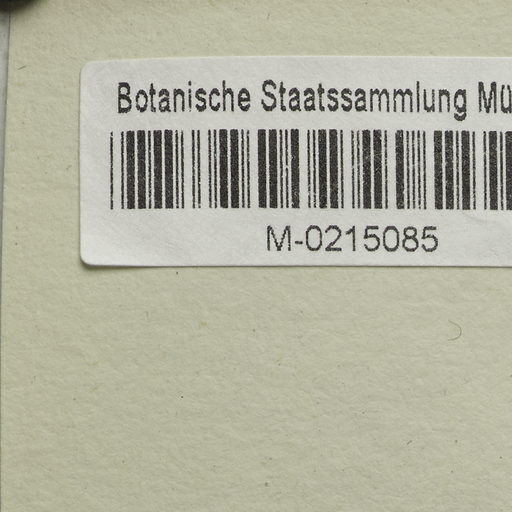 Botanische Staatssammlung Mü
M-0215085